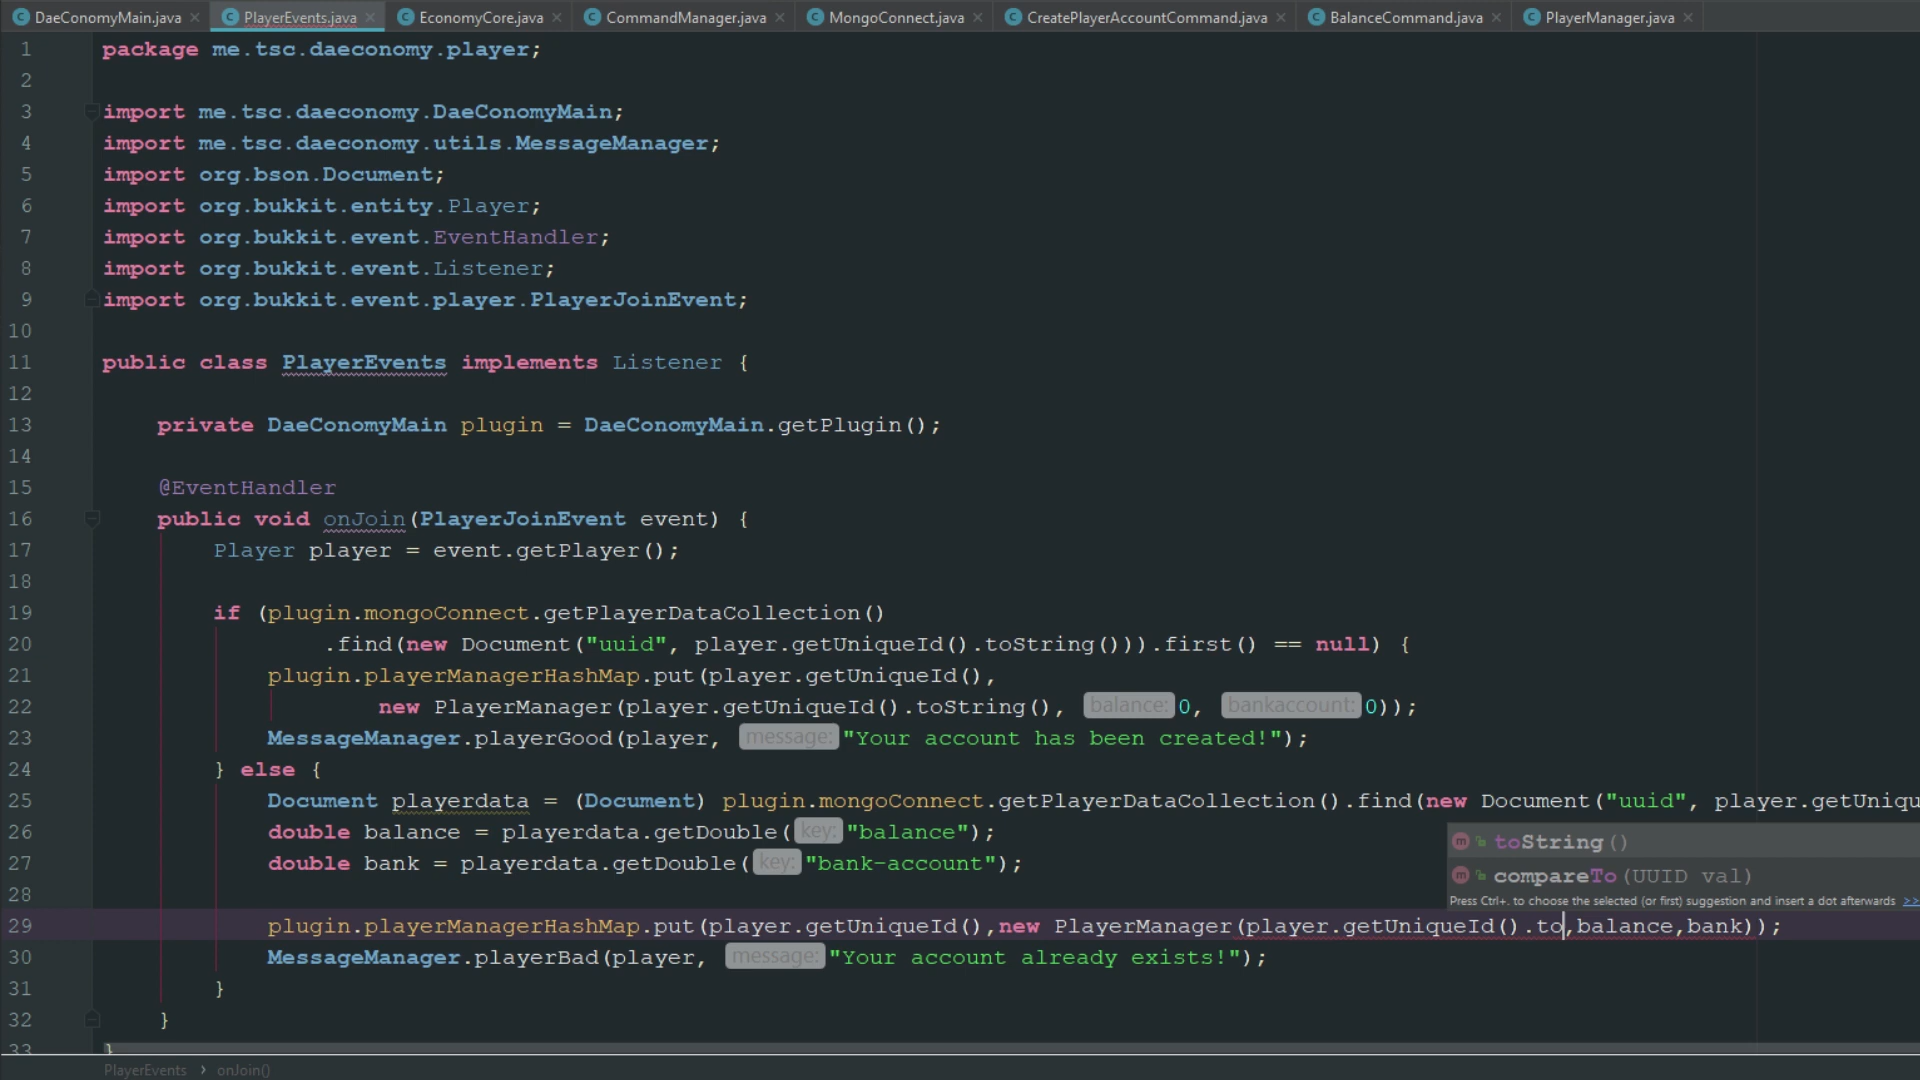 DaeConomyMain.java PlayerEvents.java EconomyCore.java CommandManager.java MongoConnect.java CreatePlayerAccountCommand.java BalanceCommand.java PlayerManager.java
1 package me.tsc.daeconomy.player;
2
3 import me.tsc.daeconomy.DaeConomyMain;
4 import me.tsc.daeconomy.utils.MessageManager;
5 import org.bson.Document;
6 import org.bukkit.entity.Player;
7 import org.bukkit.event.EventHandler;
8 import org.bukkit.event.Listener;
9 import org.bukkit.event.player.PlayerJoinEvent;
10
11 public class PlayerEvents implements Listener {
12
13 private DaeConomyMain plugin = DaeConomyMain.getPlugin();
14
15 @EventHandler
16 public void onJoin(PlayerJoinEvent event) {
17 Player player = event.getPlayer();
18
19 if (plugin.mongoConnect.getPlayerDataCollection()
20 .find(new Document("uuid", player.getUniqueId().toString())).first() == null) {
21 plugin.playerManagerHashMap.put(player.getUniqueId(),
22 new PlayerManager(player.getUniqueId().toString(), balance: 0, bankaccount: 0));
23 MessageManager.playerGood(player, message: "Your account has been created!");
24 } else {
25 Document playerdata = (Document) plugin.mongoConnect.getPlayerDataCollection().find(new Document("uuid", player.getUniqu
26 double balance = playerdata.getDouble( key: "balance");
toString()
27 double bank = playerdata.getDouble( key: "bank-account");
compareTo(UUID val)
28
Press Ctrl+. to choose the selected (or first) suggestion and insert a dot afterwards >>
29 plugin.playerManagerHashMap.put(player.getUniqueId(),new PlayerManager(player.getUniqueId().to,balance,bank));
30 MessageManager.playerBad(player, message: "Your account already exists!");
31 }
32 }
33 }
PlayerEvents › onJoin()